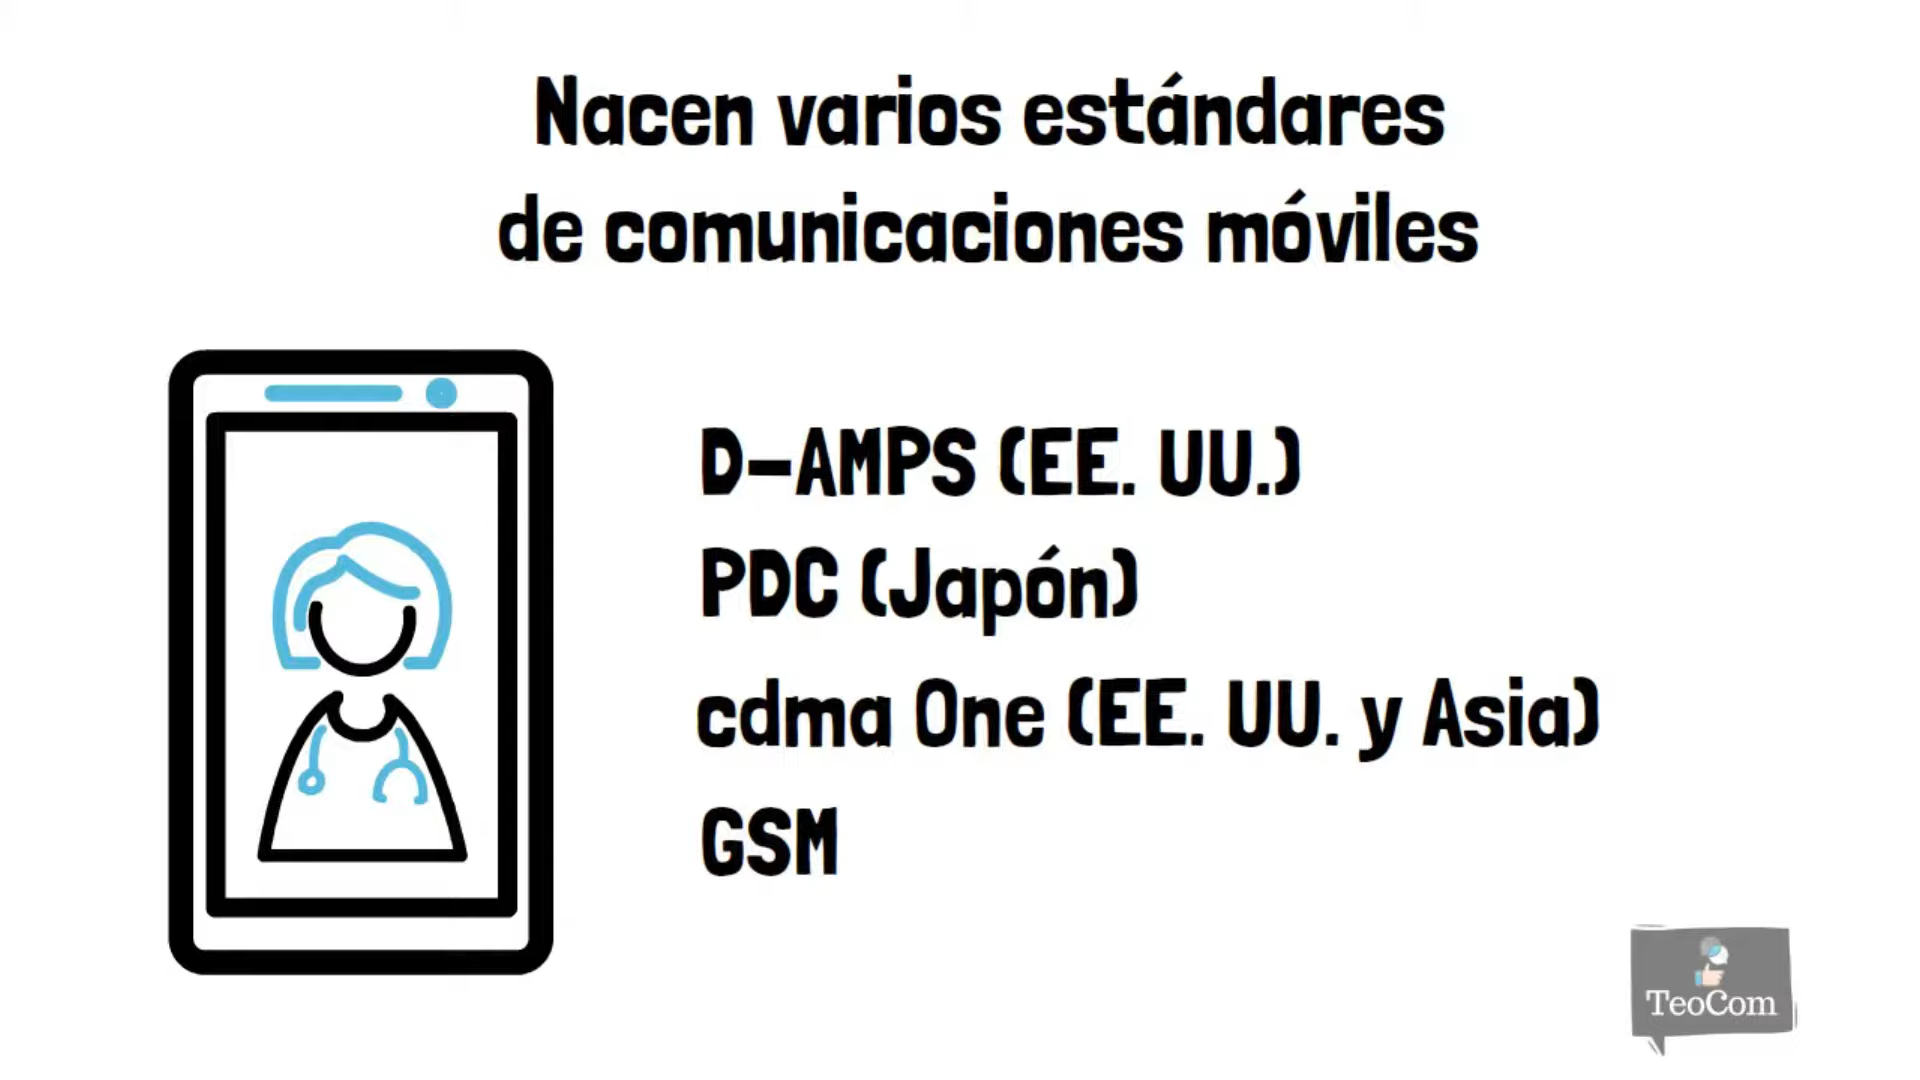 Nacen varios estándares
de comunicaciones móviles
D-AMPS (EE. UU.)
PDC (Japón)
cdma One (EE. UU. y Asia)
GSM
TeoCom